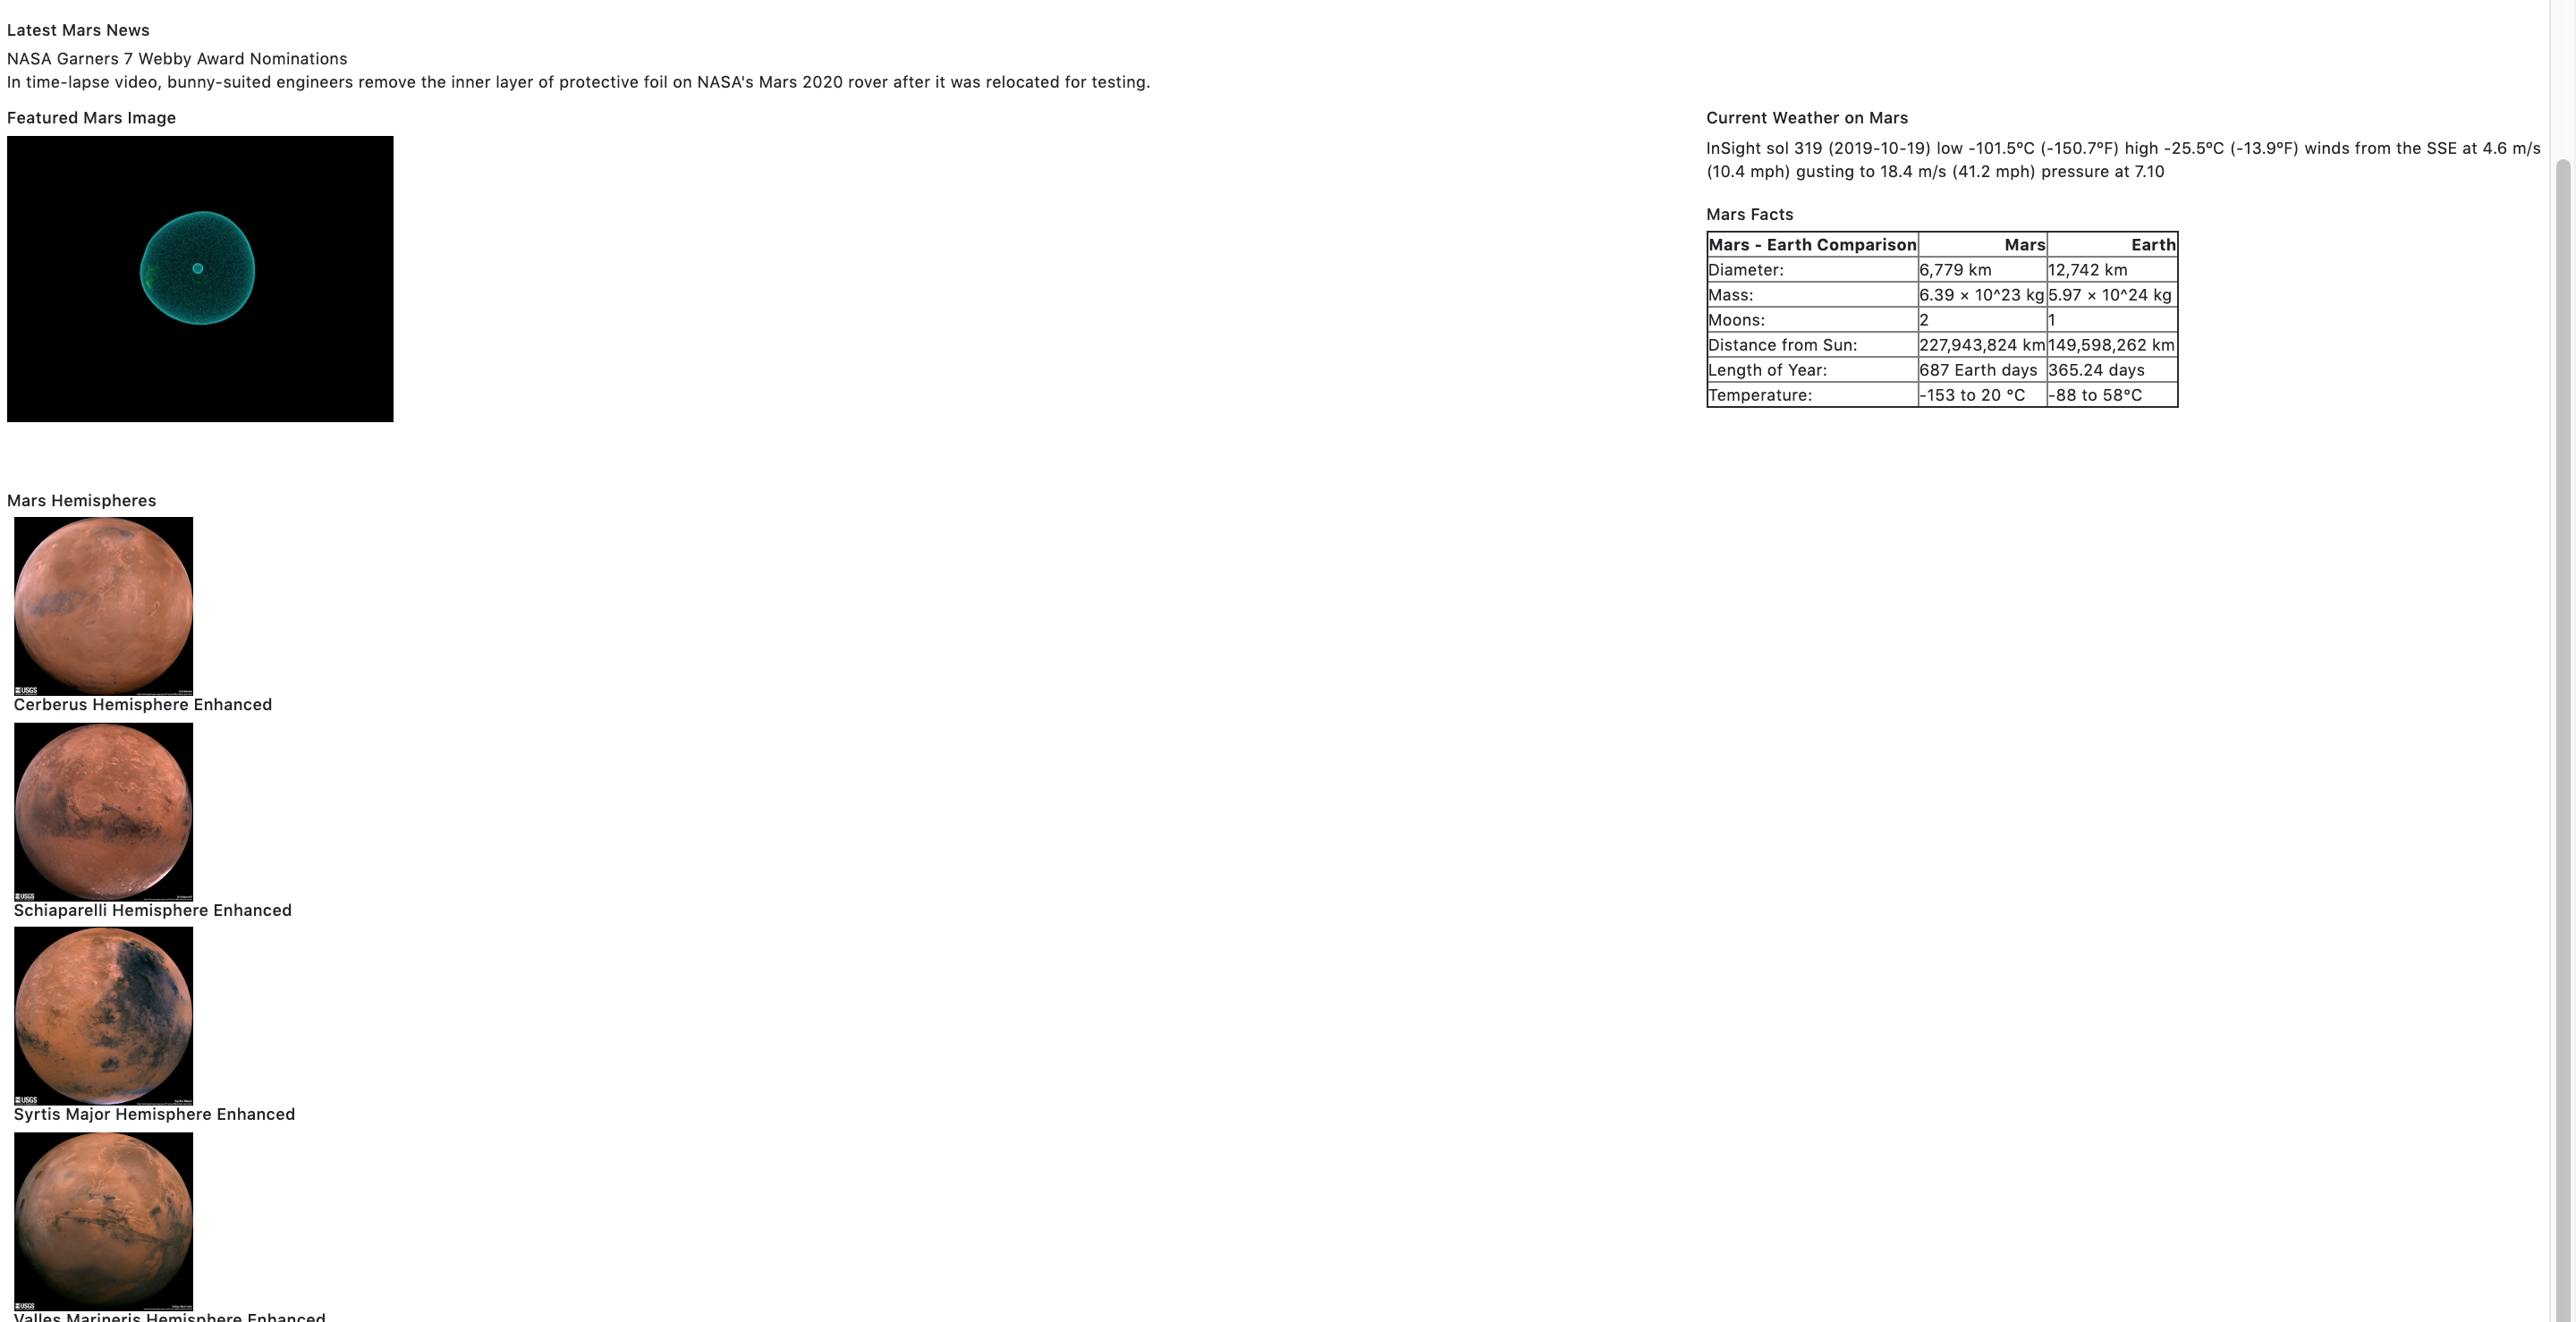 Latest Mars News
NASA Garners 7 Webby Award Nominations
In time-lapse video, bunny-suited engineers remove the inner layer of protective foil on NASA's Mars 2020 rover after it was relocated for testing.
Featured Mars Image
Current Weather on Mars
InSight sol 319 (2019-10-19) low -101.5ºC (-150.7ºF) high -25.5ºC (-13.9ºF) winds from the SSE at 4.6 m/s
(10.4 mph) gusting to 18.4 m/s (41.2 mph) pressure at 7.10
Mars Facts
Mars - Earth Comparison Mars Earth
Diameter: 6,779 km 12,742 km
Mass: 6.39 × 10^23 kg 5.97 × 10^24 kg
Moons: 2 1
Distance from Sun: 227,943,824 km 149,598,262 km
Length of Year: 687 Earth days 365.24 days
Temperature: -153 to 20 °C -88 to 58°C
Mars Hemispheres
USGS
Cerberus Hemisphere Enhanced
USGS
Schiaparelli Hemisphere Enhanced
USGS
Syrtis Major Hemisphere Enhanced
USGS
Valles Marineris Hemisphere Enhanced